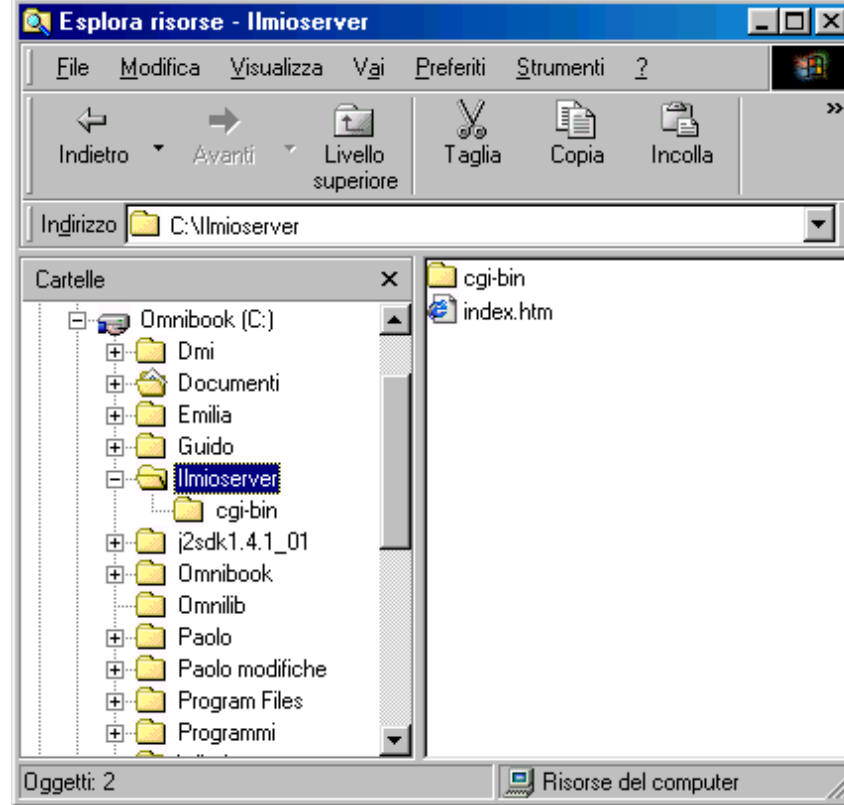 Esplora risorse - Ilmioserver
File Modifica Visualizza Vai Preferiti Strumenti ?
Indietro Avanti Livello superiore Taglia Copia Incolla »
Indirizzo C:\Ilmioserver
Cartelle
Omnibook (C:)
Dmi
Documenti
Emilia
Guido
Ilmioserver
cgi-bin
j2sdk1.4.1_01
Omnibook
Omnilib
Paolo
Paolo modifiche
Program Files
Programmi
cgi-bin
index.htm
Oggetti: 2 Risorse del computer